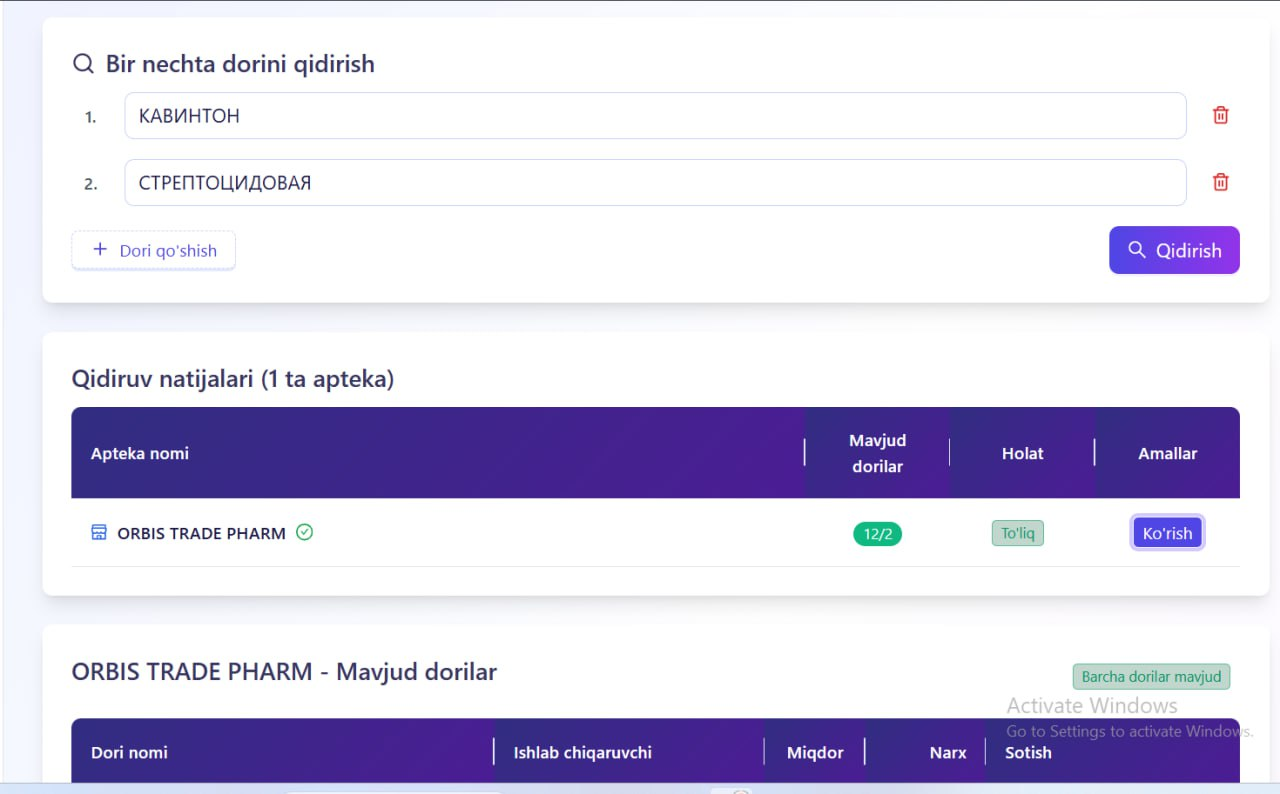 Bir nechta dorini qidirish
1. КАВИНТОН
2. СТРЕПТОЦИДОВАЯ
+ Dori qo'shish
Qidirish
Qidiruv natijalari (1 ta apteka)
Apteka nomi Mavjud dorilar Holat Amallar
ORBIS TRADE PHARM 12/2 To'liq Ko'rish
ORBIS TRADE PHARM - Mavjud dorilar
Barcha dorilar mavjud
Activate Windows
Go to Settings to activate Windows.
Dori nomi Ishlab chiqaruvchi Miqdor Narx Sotish